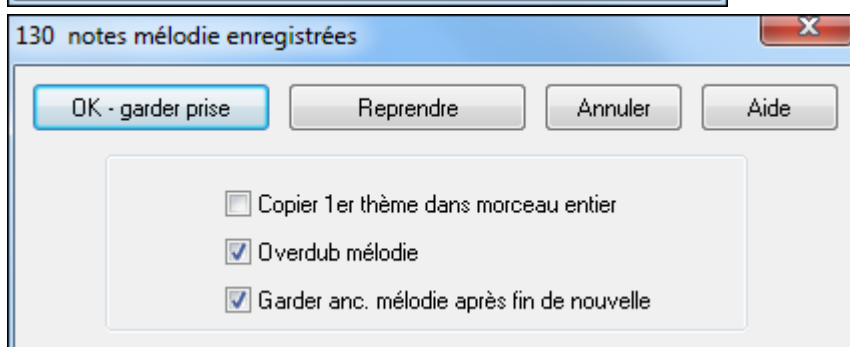 130 notes mélodie enregistrées
OK - garder prise Reprendre Annuler Aide
Copier 1er thème dans morceau entier
Overdub mélodie
Garder anc. mélodie après fin de nouvelle